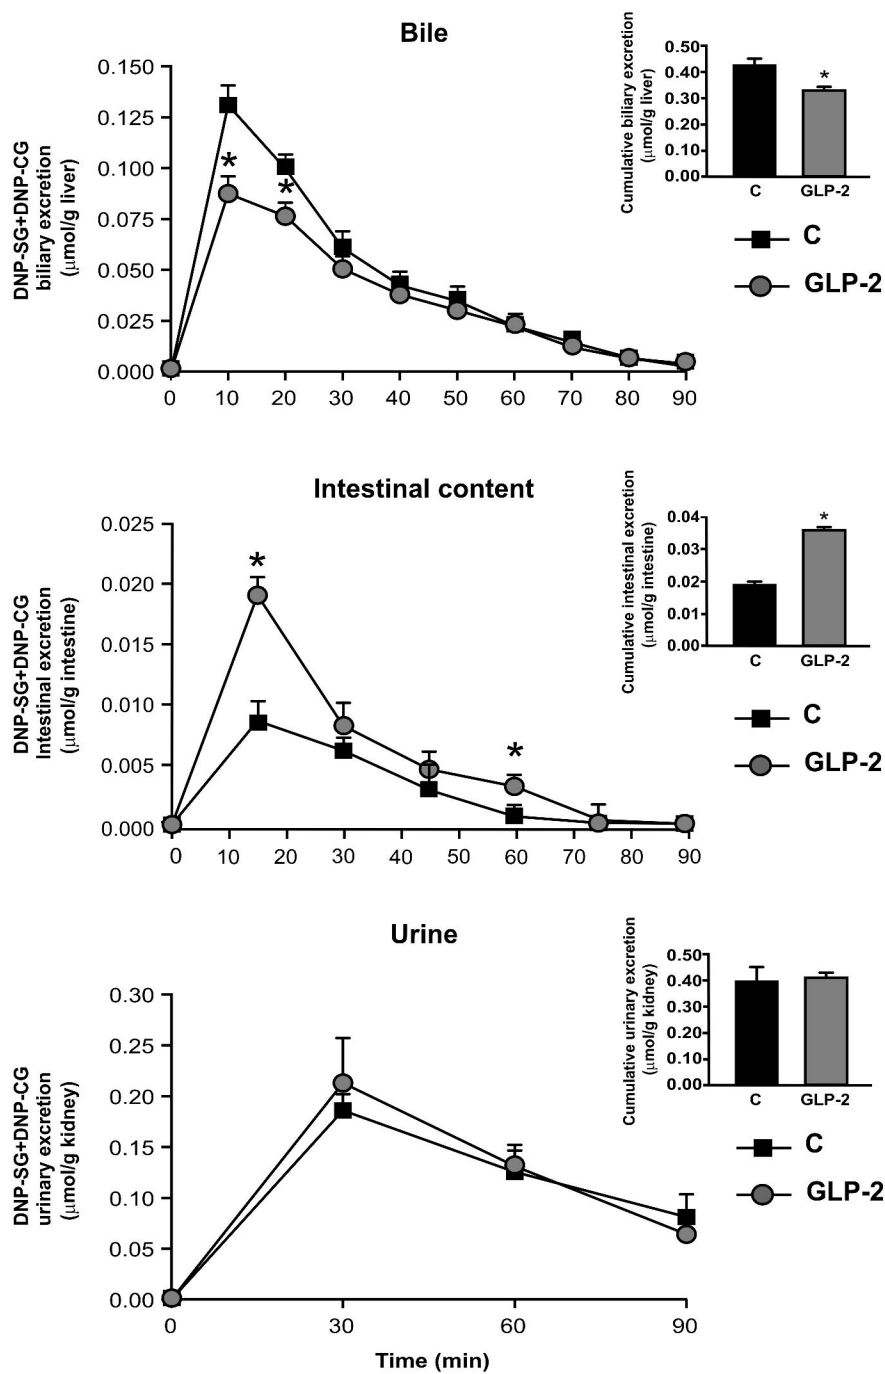 Bile
DNP-SG+DNP-CG
biliary excretion
(μmol/g liver)
0.150
0.125
0.100
0.075
0.050
0.025
0.000
* *
0 10 20 30 40 50 60 70 80 90
Cumulative biliary excretion
(μmol/g liver)
0.50
0.40
0.30
0.20
0.10
0.00
*
C GLP-2
C
GLP-2
Intestinal content
DNP-SG+DNP-CG
Intestinal excretion
(μmol/g intestine)
0.025
0.020
0.015
0.010
0.005
0.000
* *
0 10 20 30 40 50 60 70 80 90
Cumulative intestinal excretion
(μmol/g intestine)
0.04
0.03
0.02
0.01
0.00
*
C GLP-2
C
GLP-2
Urine
DNP-SG+DNP-CG
urinary excretion
(μmol/g kidney)
0.30
0.25
0.20
0.15
0.10
0.05
0.00
0 30 60 90
Time (min)
Cumulative urinary excretion
(μmol/g kidney)
0.50
0.40
0.30
0.20
0.10
0.00
C GLP-2
C
GLP-2